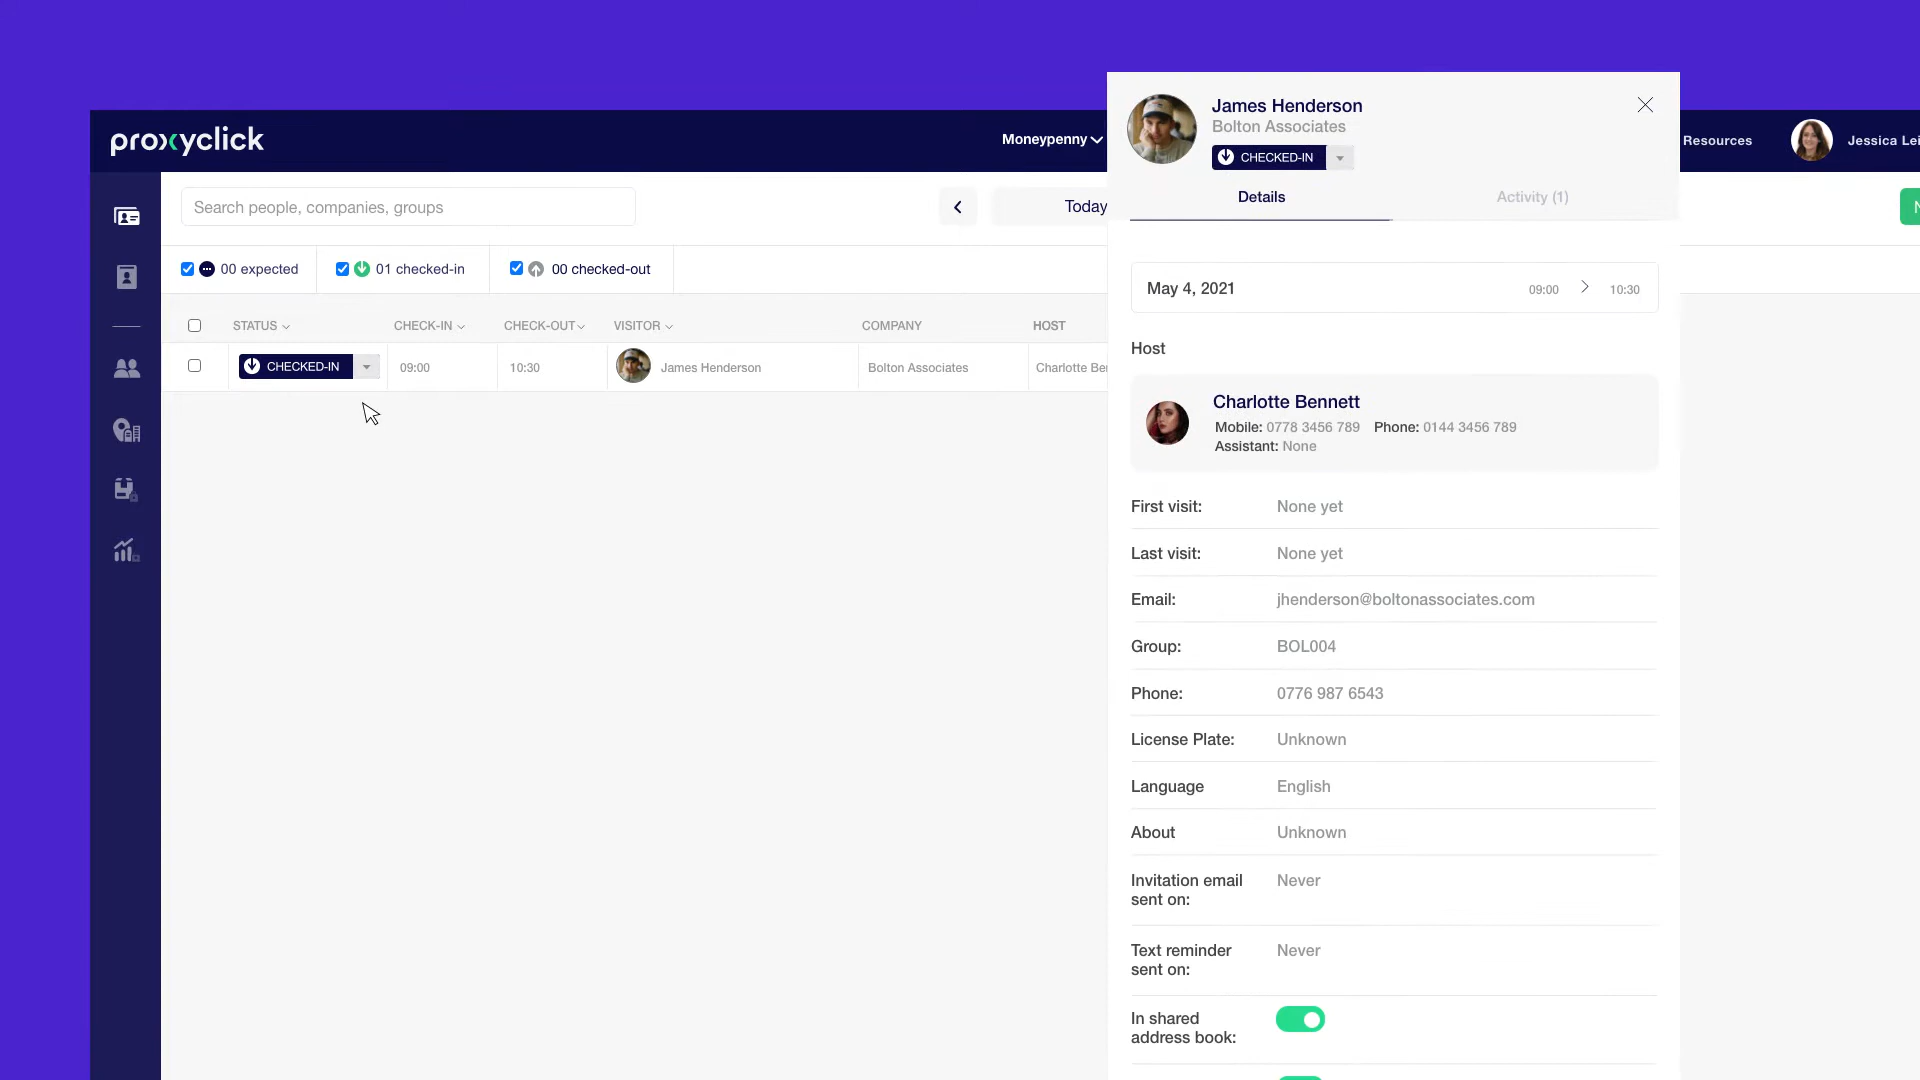 proxyclick
Moneypenny
Resources
Jessica Lei
Search people, companies, groups
Today
00 expected
01 checked-in
00 checked-out
STATUS
CHECK-IN
CHECK-OUT
VISITOR
COMPANY
HOST
CHECKED-IN
09:00
10:30
James Henderson
Bolton Associates
Charlotte Be
James Henderson
Bolton Associates
CHECKED-IN
Details
Activity (1)
May 4, 2021
09:00
10:30
Host
Charlotte Bennett
Mobile: 0778 3456 789 Phone: 0144 3456 789
Assistant: None
First visit: None yet
Last visit: None yet
Email: jhenderson@boltonassociates.com
Group: BOL004
Phone: 0776 987 6543
License Plate: Unknown
Language English
About Unknown
Invitation email Never
sent on:
Text reminder Never
sent on:
In shared
address book: